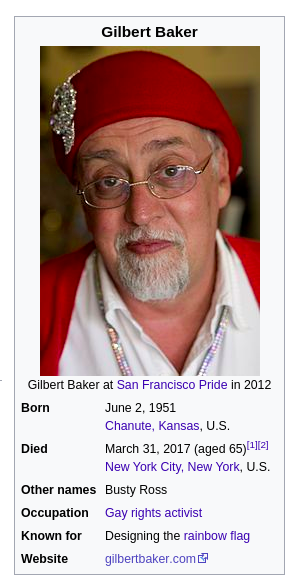 Gilbert Baker
Gilbert Baker at San Francisco Pride in 2012
Born June 2, 1951
Chanute, Kansas, U.S.
Died March 31, 2017 (aged 65)[1][2]
New York City, New York, U.S.
Other names Busty Ross
Occupation Gay rights activist
Known for Designing the rainbow flag
Website gilbertbaker.com